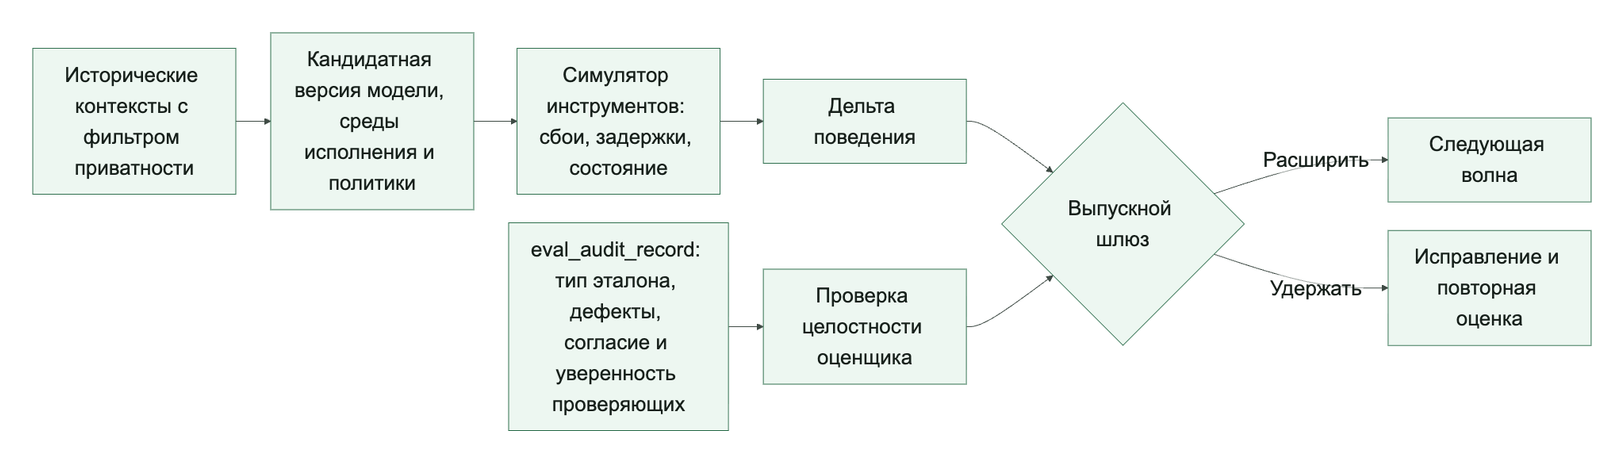 Исторические
контексты с
фильтром
приватности
Кандидатная
версия модели,
среды
исполнения и
политики
Симулятор
инструментов:
сбои, задержки,
состояние
Дельта
поведения
eval_audit_record:
тип эталона,
дефекты,
согласие и
уверенность
проверяющих
Проверка
целостности
оценщика
Выпускной
шлюз
Расширить
Следующая
волна
Удержать
Исправление и
повторная
оценка